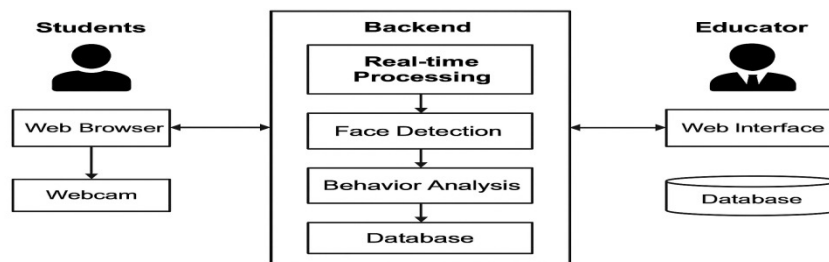 Students
Web Browser
Webcam
Backend
Real-time
Processing
Face Detection
Behavior Analysis
Database
Educator
Web Interface
Database